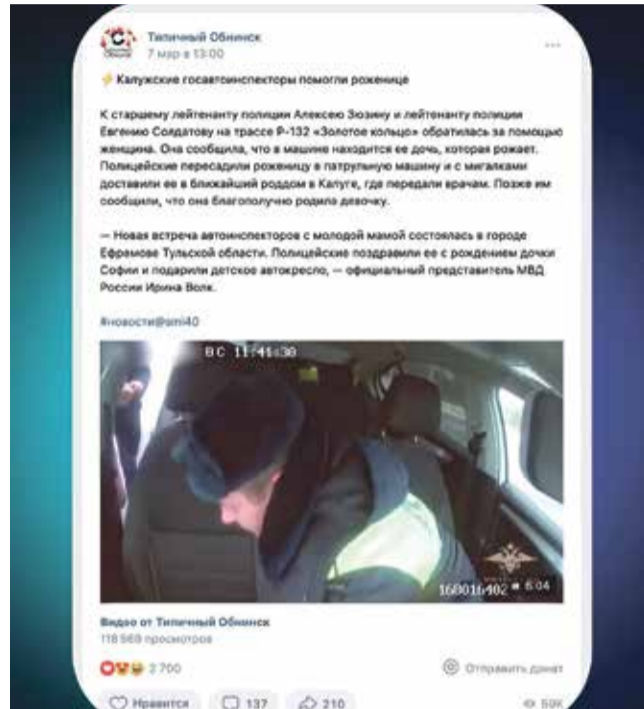 Типичный Обнинск
7 мар в 13:00
Калужские госавтоинспекторы помогли роженице
К старшему лейтенанту полиции Алексею Зюзину и лейтенанту полиции
Евгению Солдатову на трассе Р-132 «Золотое кольцо» обратилась за помощью
женщина. Она сообщила, что в машине находится ее дочь, которая рожает.
Полицейские пересадили роженицу в патрульную машину и с мигалками
доставили ее в ближайший роддом в Калуге, где передали врачам. Позже им
сообщили, что она благополучно родила девочку.
— Новая встреча автоинспекторов с молодой мамой состоялась в городе
Ефремове Тульской области. Полицейские поздравили ее с рождением дочки
Софии и подарили детское автокресло, — официальный представитель МВД
России Ирина Волк.
#новости@smi40
ВС 11:41:30
160016402
6:04
Видео от Типичный Обнинск
118 569 просмотров
2 700
Отправить донат
Нравится
137
210
59K